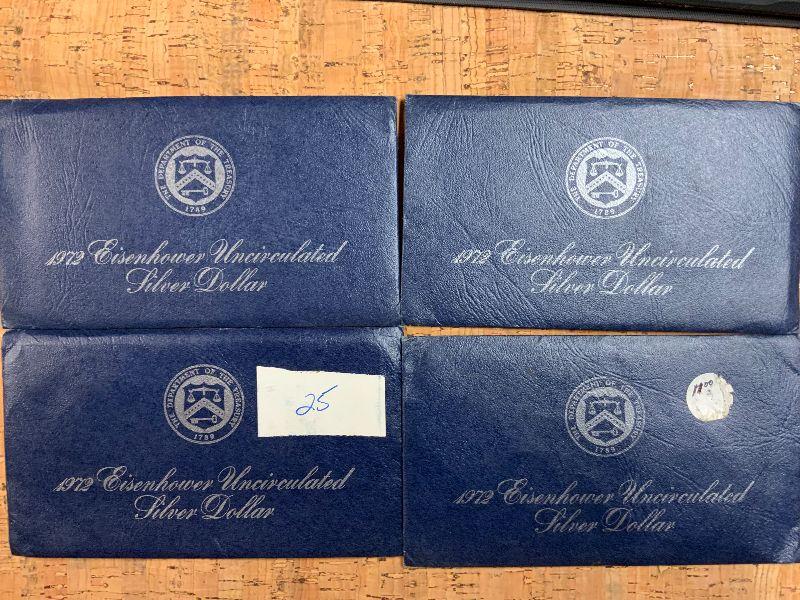 THE DEPARTMENT OF THE TREASURY
1789
1972 Eisenhower Uncirculated
Silver Dollar
THE DEPARTMENT OF THE TREASURY
1789
1972 Eisenhower Uncirculated
Silver Dollar
THE DEPARTMENT OF THE TREASURY
1789
25
1972 Eisenhower Uncirculated
Silver Dollar
THE DEPARTMENT OF THE TREASURY
1789
1972 Eisenhower Uncirculated
Silver Dollar